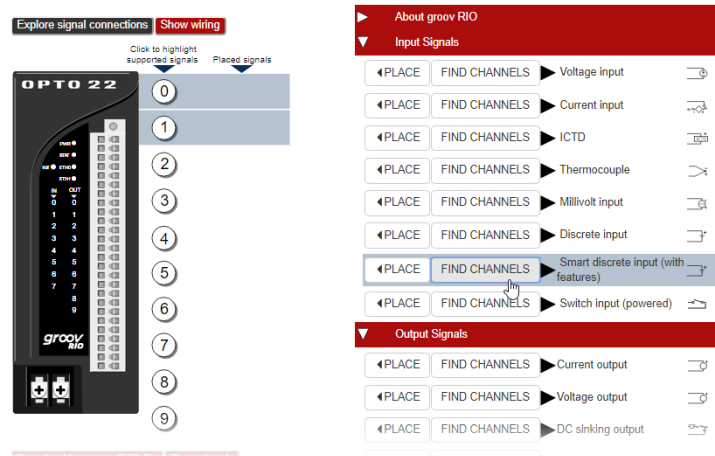 Explore signal connections
Show wiring
Click to highlight
supported signals
Placed signals
OPTO 22
PWR
STAT
ETH0
ETH1
IN OUT
0 0
1 1
2 2
3 3
4 4
5 5
6 6
7 7
8
9
groov
RIO
0
1
2
3
4
5
6
7
8
9
About groov RIO
Input Signals
PLACE FIND CHANNELS Voltage input
PLACE FIND CHANNELS Current input
PLACE FIND CHANNELS ICTD
PLACE FIND CHANNELS Thermocouple
PLACE FIND CHANNELS Millivolt input
PLACE FIND CHANNELS Discrete input
PLACE FIND CHANNELS Smart discrete input (with
features)
PLACE FIND CHANNELS Switch input (powered)
Output Signals
PLACE FIND CHANNELS Current output
PLACE FIND CHANNELS Voltage output
PLACE FIND CHANNELS DC sinking output